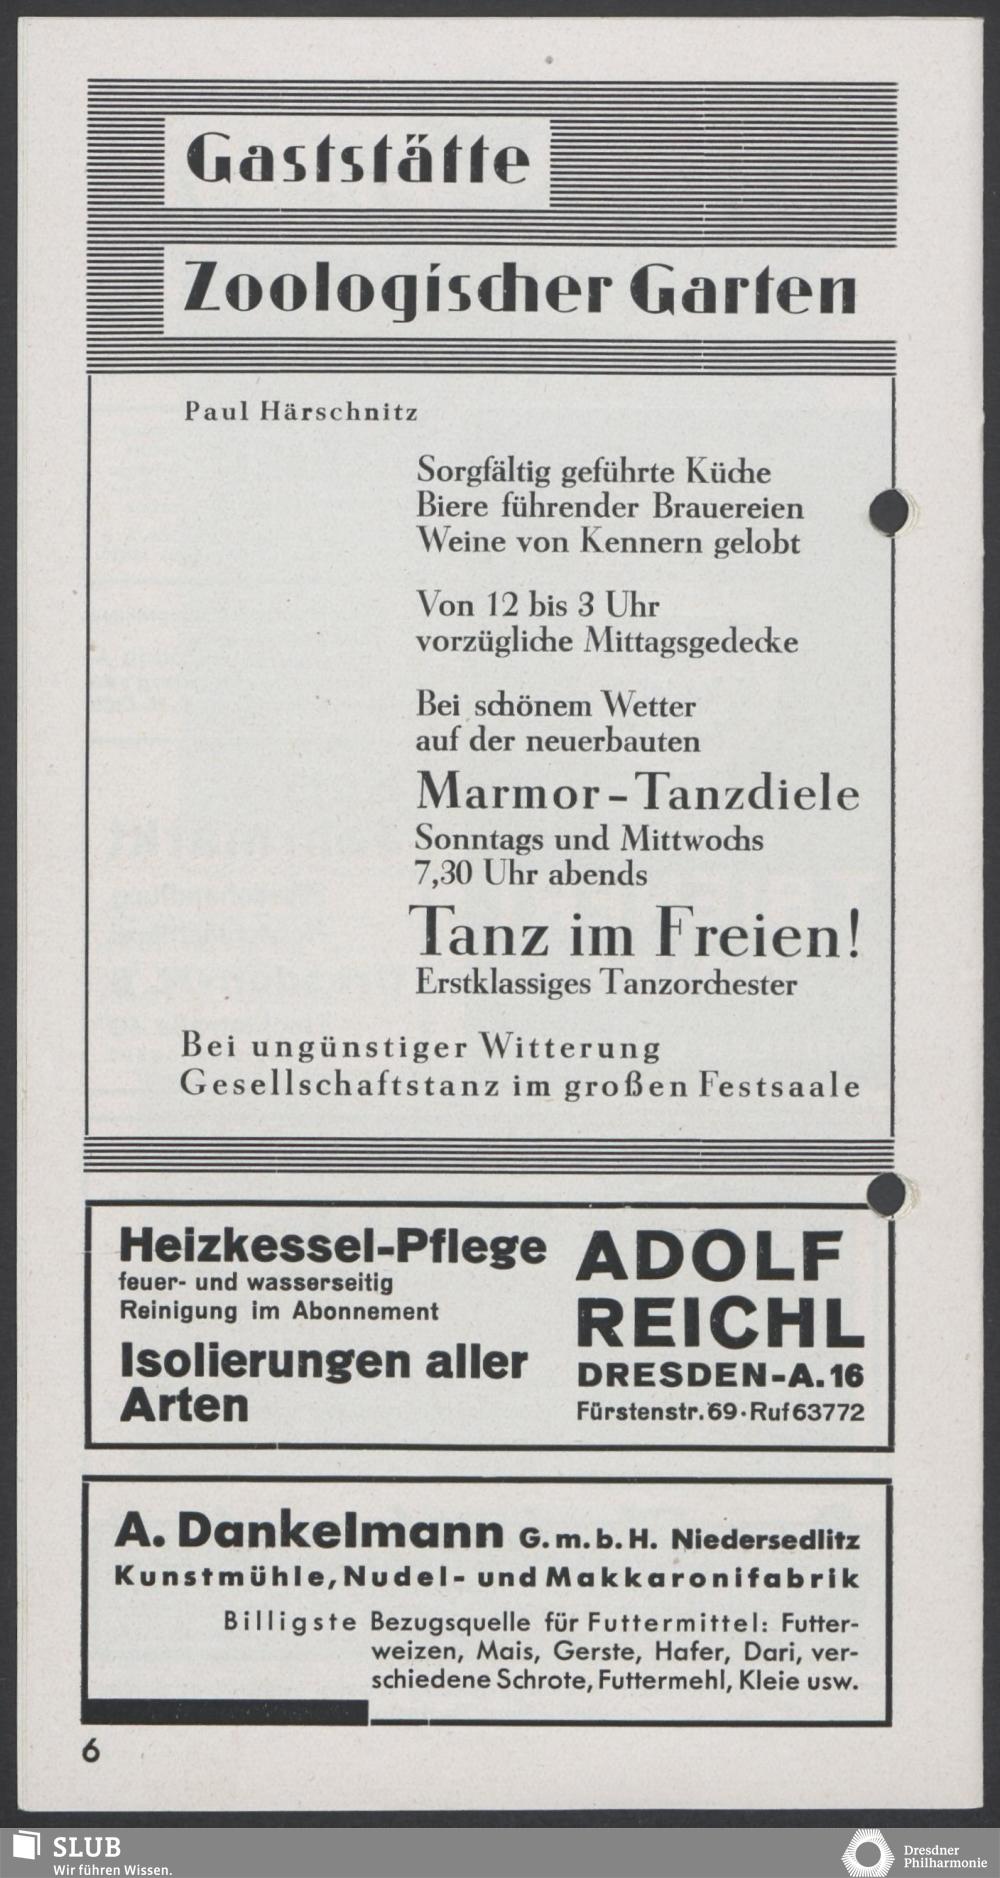 Gaststätte
Zoologischer Garten
Paul Härschnitz
Sorgfältig geführte Küche
Biere führender Brauereien
Weine von Kennern gelobt
Von 12 bis 3 Uhr
vorzügliche Mittagsgedecke
Bei schönem Wetter
auf der neuerbauten
Marmor-Tanzdiele
Sonntags und Mittwochs
7,30 Uhr abends
Tanz im Freien!
Erstklassiges Tanzorchester
Bei ungünstiger Witterung
Gesellschaftstanz im großen Festsaale
Heizkessel-Pflege
feuer- und wasserseitig
Reinigung im Abonnement
Isolierungen aller
Arten
ADOLF
REICHL
DRESDEN-A.16
Fürstenstr. 69 · Ruf 63772
A. Dankelmann G. m. b. H. Niedersedlitz
Kunstmühle, Nudel- und Makkaronifabrik
Billigste Bezugsquelle für Futtermittel: Futter-
weizen, Mais, Gerste, Hafer, Dari, ver-
schiedene Schrote, Futtermehl, Kleie usw.
6
SLUB
Wir führen Wissen.
Dresdner
Philharmonie